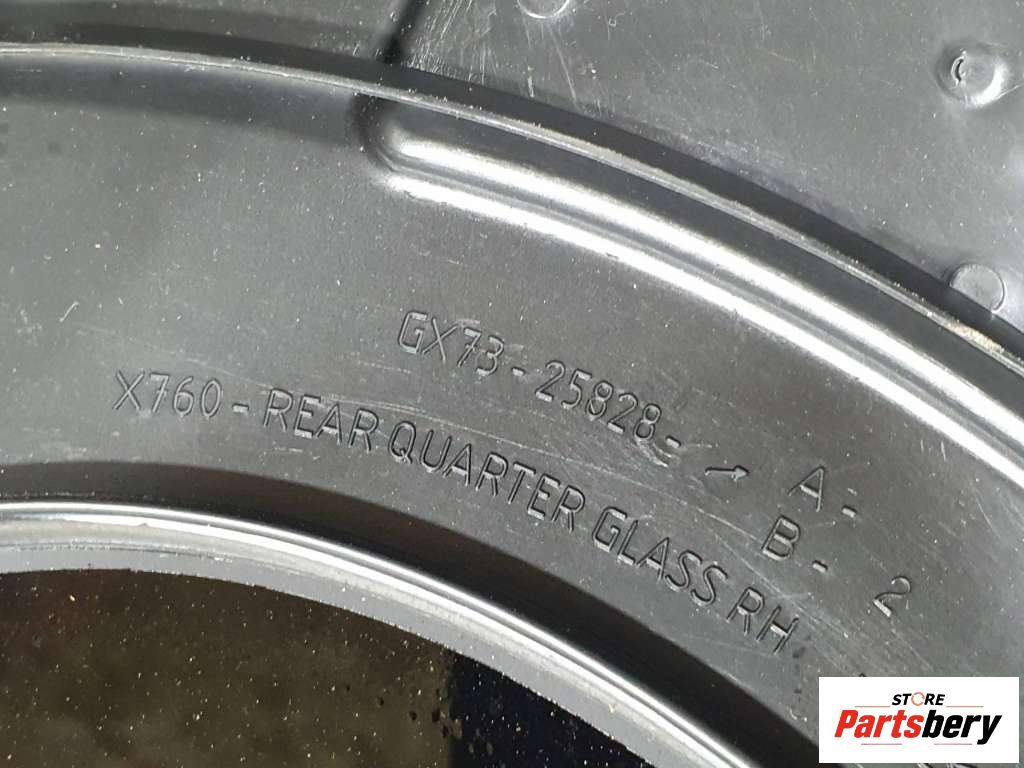 GX73-25828- → A-
B- 2
X760-REAR QUARTER GLASS RH
STORE
Partsbery